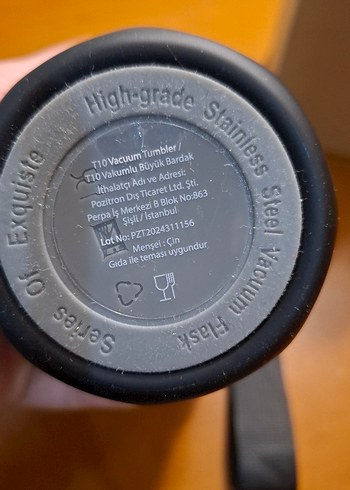 High-grade Stainless Steel Vacuum Flask
Series Of Exquisite
T10 Vacuum Tumbler /
T10 Vakumlu Büyük Bardak
İthalatçı Adı ve Adresi:
Pozitron Dış Ticaret Ltd. Şti.
Perpa İş Merkezi B Blok No:863
Şişli / İstanbul
Lot No: PZT2024311156
Menşei : Çin
Gıda ile teması uygundur